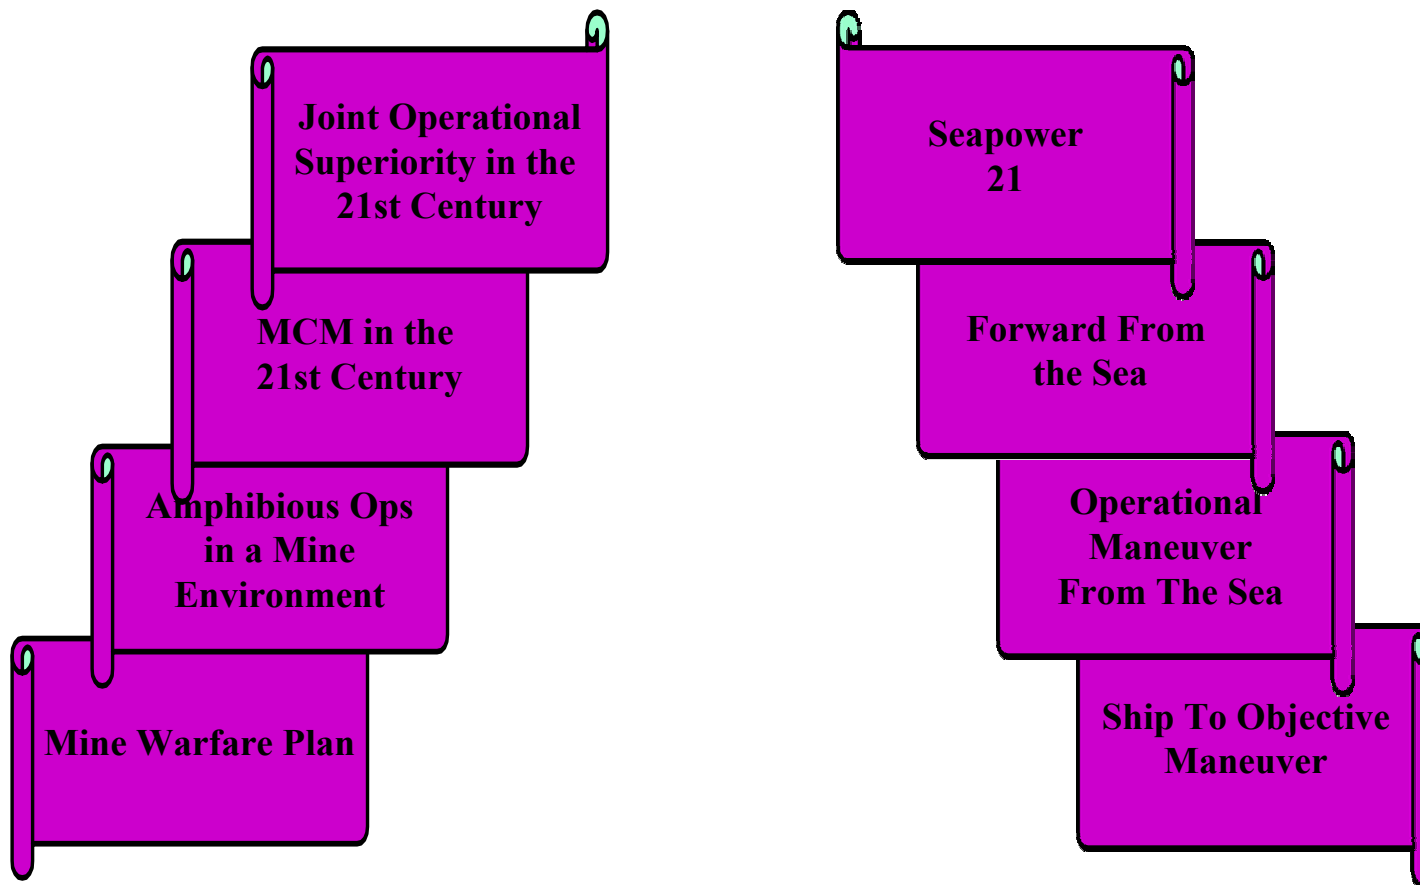 Joint Operational
Superiority in the
21st Century
MCM in the
21st Century
Amphibious Ops
in a Mine
Environment
Mine Warfare Plan
Seapower
21
Forward From
the Sea
Operational
Maneuver
From The Sea
Ship To Objective
Maneuver